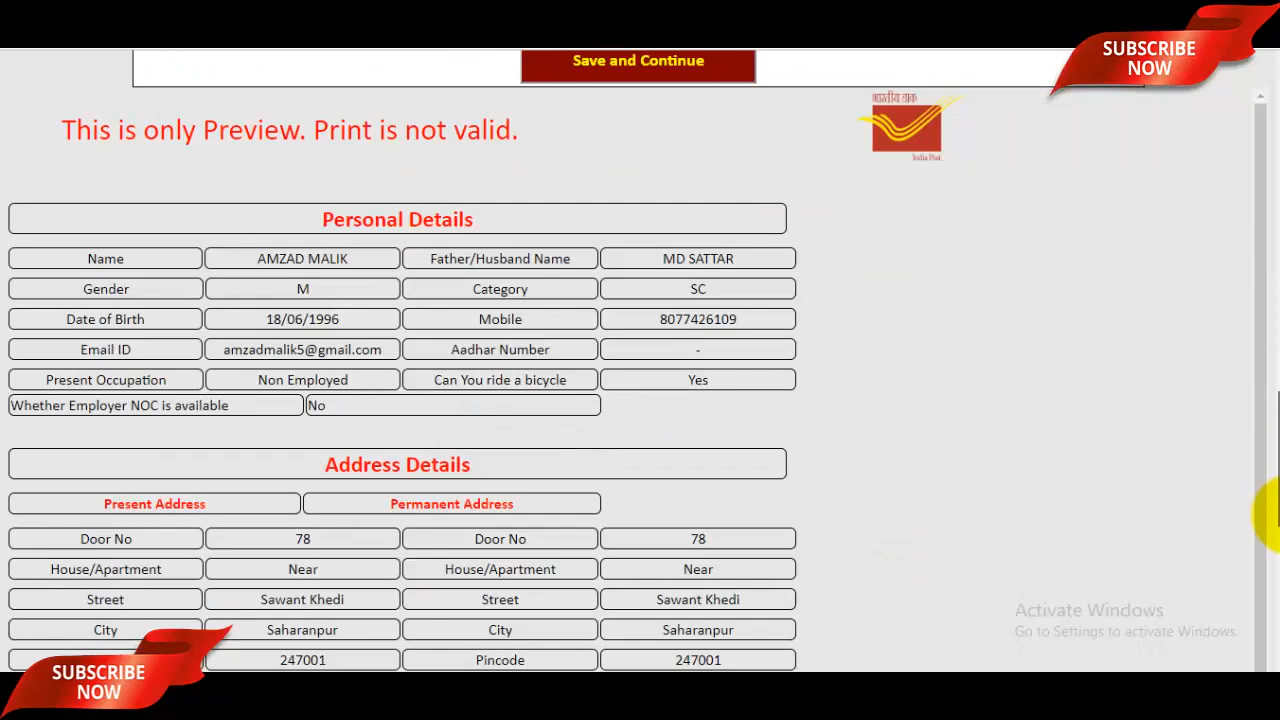 Save and Continue
SUBSCRIBE
NOW
भारतीय डाक
India Post
This is only Preview. Print is not valid.
Personal Details
Name AMZAD MALIK Father/Husband Name MD SATTAR
Gender M Category SC
Date of Birth 18/06/1996 Mobile 8077426109
Email ID amzadmalik5@gmail.com Aadhar Number -
Present Occupation Non Employed Can You ride a bicycle Yes
Whether Employer NOC is available No
Address Details
Present Address Permanent Address
Door No 78 Door No 78
House/Apartment Near House/Apartment Near
Street Sawant Khedi Street Sawant Khedi
City Saharanpur City Saharanpur
247001 Pincode 247001
Activate Windows
Go to Settings to activate Windows.
SUBSCRIBE
NOW